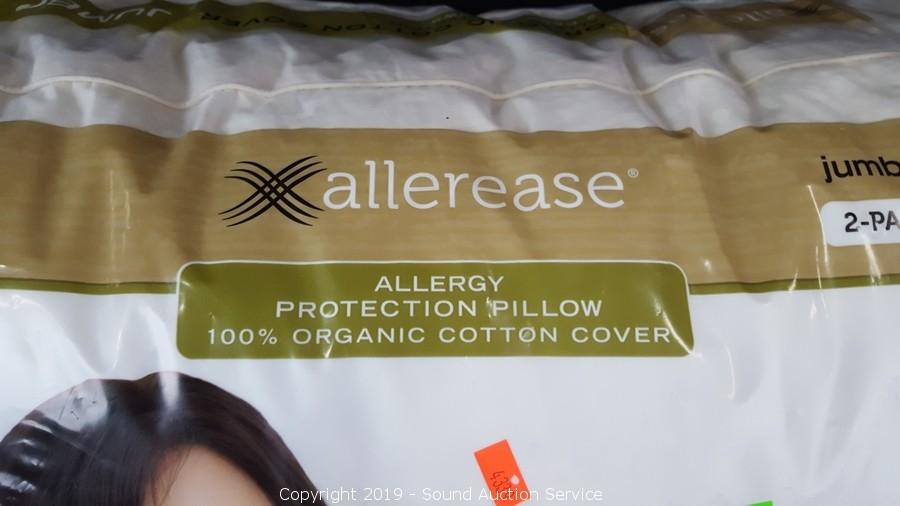 allerease®
jumb
2-PA
ALLERGY
PROTECTION PILLOW
100% ORGANIC COTTON COVER
Copyright 2019 - Sound Auction Service